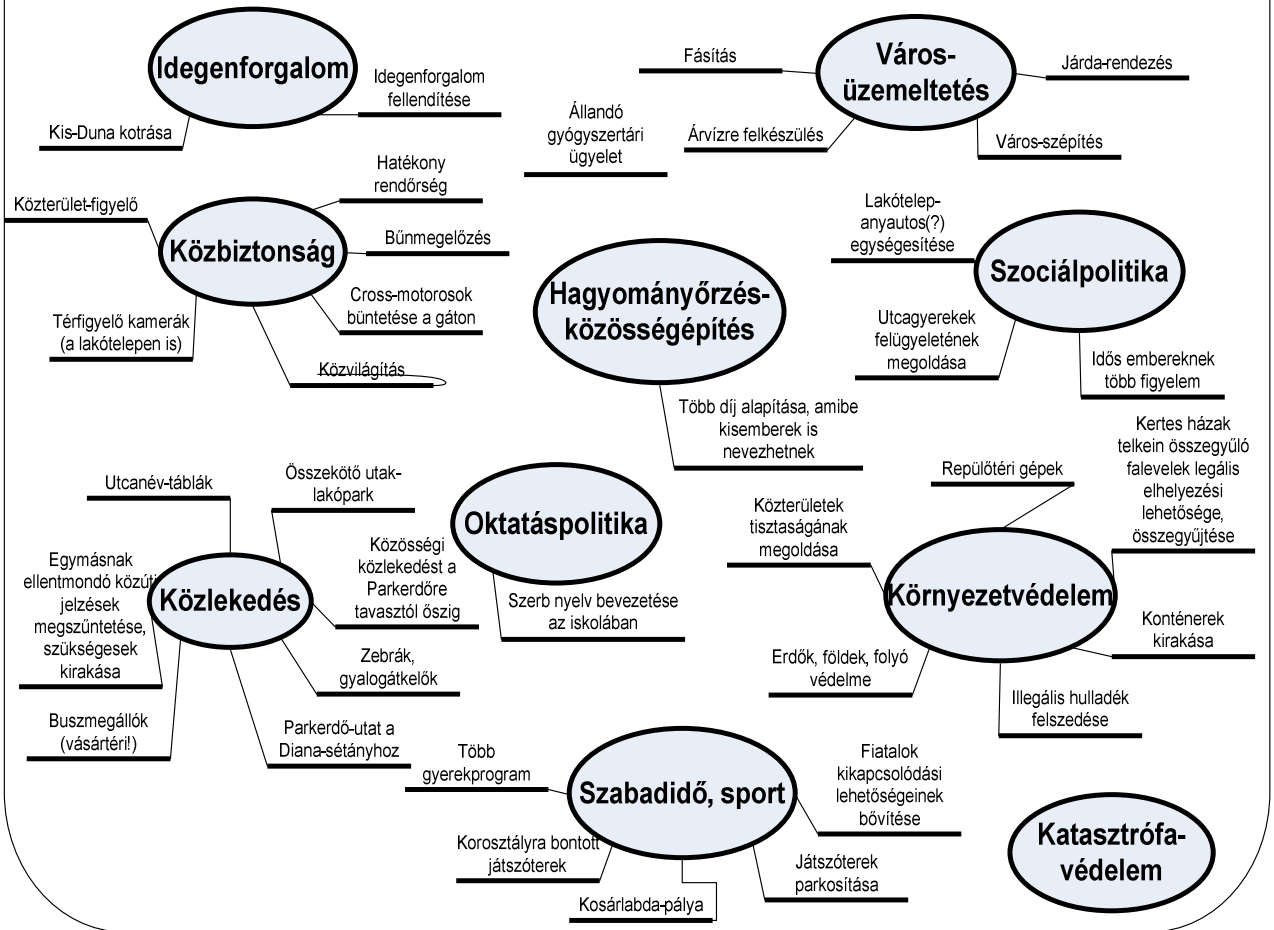 Idegenforgalom
Idegenforgalom
fellendítése
Kis-Duna kotrása
Fásítás
Város-
üzemeltetés
Járda-rendezés
Állandó
gyógyszertári
ügyelet
Árvízre felkészülés
Város-szépítés
Hatékony
rendőrség
Közterület-figyelő
Közbiztonság
Bűnmegelőzés
Cross-motorosok
büntetése a gáton
Térfigyelő kamerák
(a lakótelepen is)
Közvilágítás
Hagyományőrzés-
közösségépítés
Több díj alapítása, amibe
kisemberek is
nevezhetnek
Lakótelep-
anyautos(?)
egységesítése
Szociálpolitika
Utcagyerekek
felügyeletének
megoldása
Idős embereknek
több figyelem
Utcanév-táblák
Összekötő utak-
lakópark
Egymásnak
ellentmondó közúti
jelzések
megszűntetése,
szükségesek
kirakása
Közlekedés
Közösségi
közlekedést a
Parkerdőre
tavasztól őszig
Zebrák,
gyalogátkelők
Buszmegállók
(vásártéri!)
Parkerdő-utat a
Diana-sétányhoz
Oktatáspolitika
Szerb nyelv bevezetése
az iskolában
Repülőtéri gépek
Kertes házak
telkein összegyűlő
falevelek legális
elhelyezési
lehetősége,
összegyűjtése
Közterületek
tisztaságának
megoldása
Környezetvédelem
Konténerek
kirakása
Erdők, földek, folyó
védelme
Illegális hulladék
felszedése
Több
gyerekprogram
Szabadidő, sport
Fiatalok
kikapcsolódási
lehetőségeinek
bővítése
Korosztályra bontott
játszóterek
Játszóterek
parkosítása
Kosárlabda-pálya
Katasztrófa-
védelem